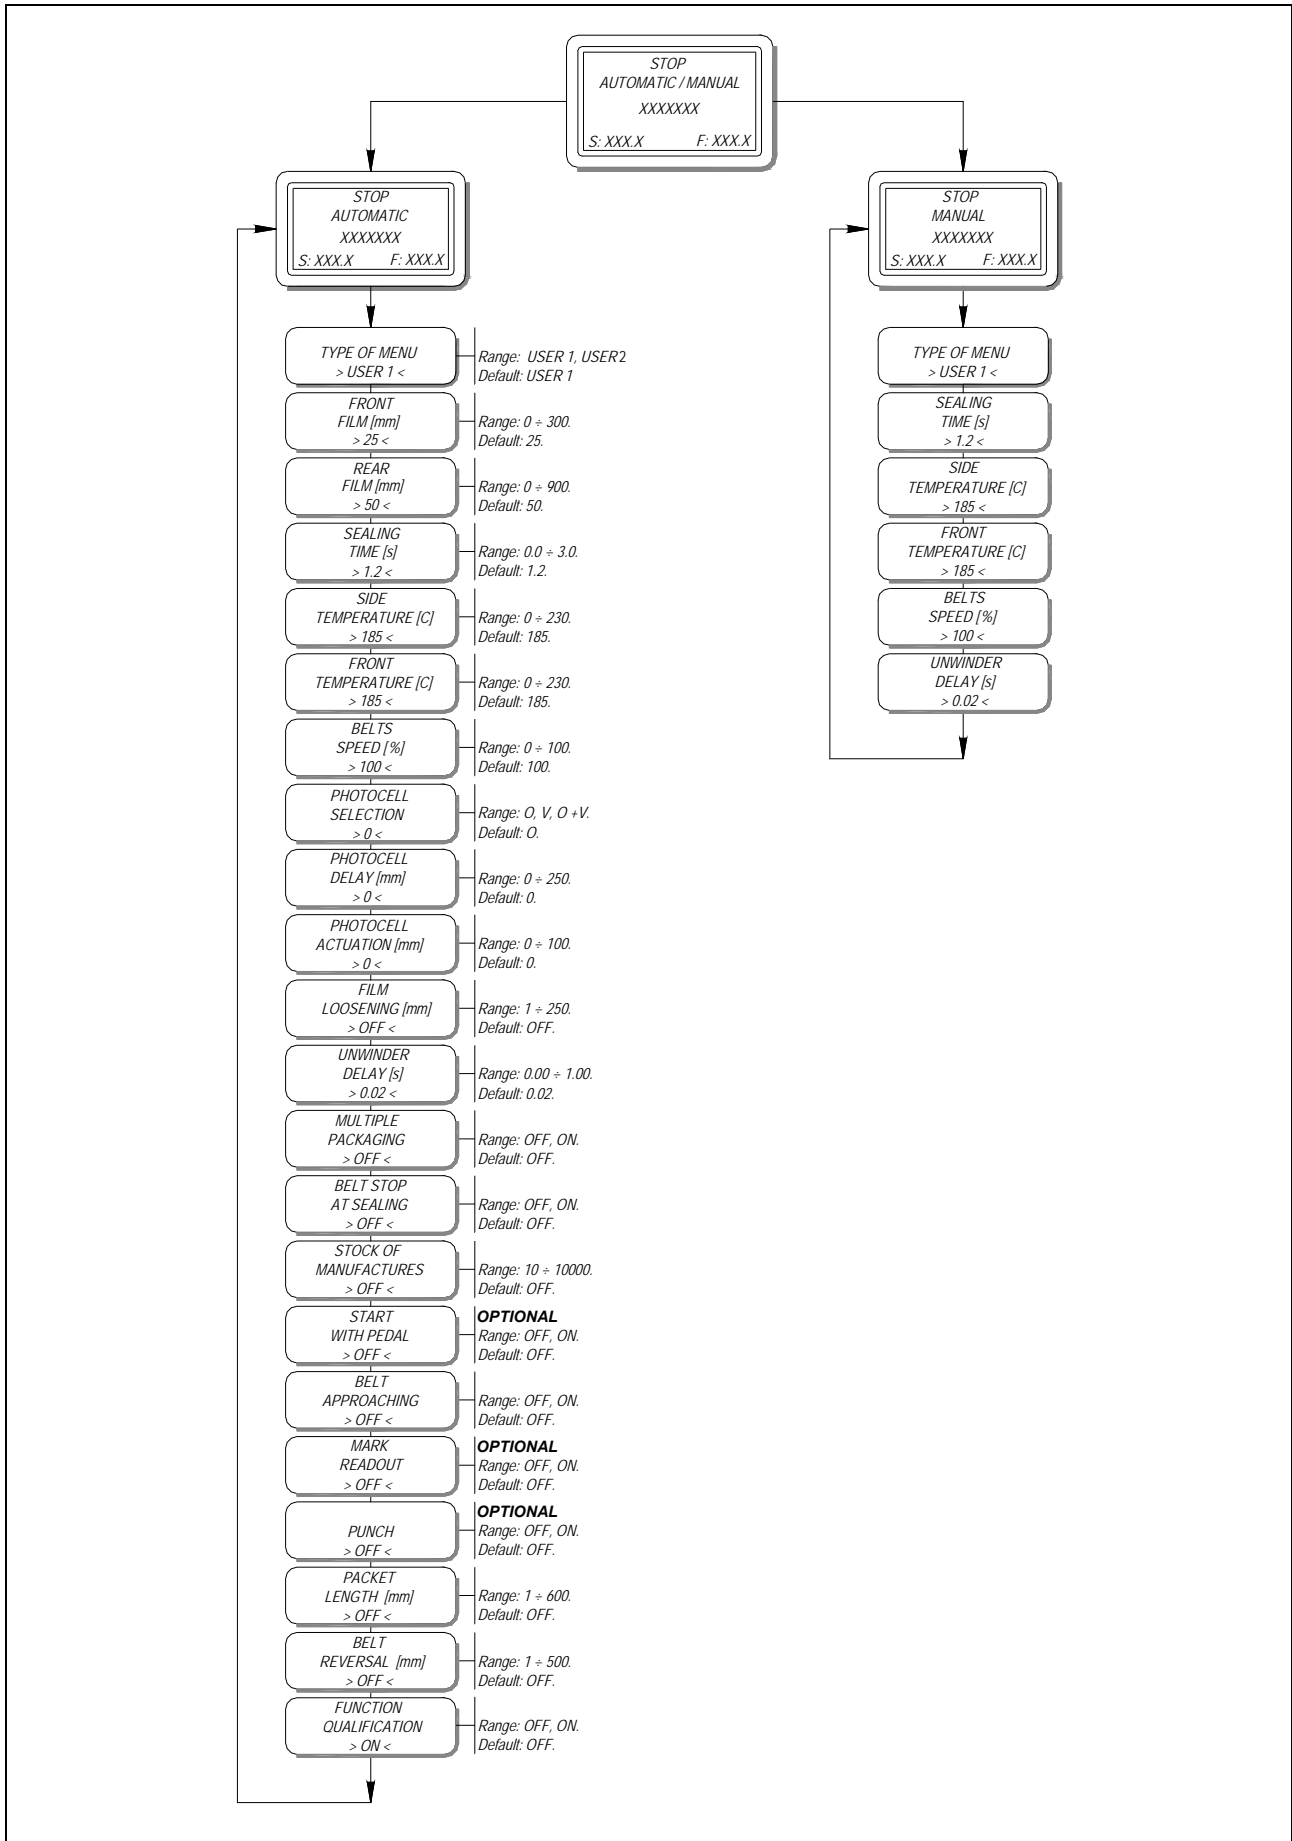 STOP
AUTOMATIC / MANUAL
XXXXXXX
S: XXX.X F: XXX.X
STOP
AUTOMATIC
XXXXXXX
S: XXX.X F: XXX.X
TYPE OF MENU
> USER 1 <
Range: USER 1, USER 2
Default: USER 1
FRONT
FILM [mm]
> 25 <
Range: 0 ÷ 300.
Default: 25.
REAR
FILM [mm]
> 50 <
Range: 0 ÷ 900.
Default: 50.
SEALING
TIME [s]
> 1.2 <
Range: 0.0 ÷ 3.0.
Default: 1.2.
SIDE
TEMPERATURE [C]
> 185 <
Range: 0 ÷ 230.
Default: 185.
FRONT
TEMPERATURE [C]
> 185 <
Range: 0 ÷ 230.
Default: 185.
BELTS
SPEED [%]
> 100 <
Range: 0 ÷ 100.
Default: 100.
PHOTOCELL
SELECTION
> 0 <
Range: O, V, O +V.
Default: O.
PHOTOCELL
DELAY [mm]
> 0 <
Range: 0 ÷ 250.
Default: 0.
PHOTOCELL
ACTUATION [mm]
> 0 <
Range: 0 ÷ 100.
Default: 0.
FILM
LOOSENING [mm]
> OFF <
Range: 1 ÷ 250.
Default: OFF.
UNWINDER
DELAY [s]
> 0.02 <
Range: 0.00 ÷ 1.00.
Default: 0.02.
MULTIPLE
PACKAGING
> OFF <
Range: OFF, ON.
Default: OFF.
BELT STOP
AT SEALING
> OFF <
Range: OFF, ON.
Default: OFF.
STOCK OF
MANUFACTURES
> OFF <
Range: 10 ÷ 10000.
Default: OFF.
START
WITH PEDAL
> OFF <
OPTIONAL
Range: OFF, ON.
Default: OFF.
BELT
APPROACHING
> OFF <
Range: OFF, ON.
Default: OFF.
MARK
READOUT
> OFF <
OPTIONAL
Range: OFF, ON.
Default: OFF.
PUNCH
> OFF <
OPTIONAL
Range: OFF, ON.
Default: OFF.
PACKET
LENGTH [mm]
> OFF <
Range: 1 ÷ 600.
Default: OFF.
BELT
REVERSAL [mm]
> OFF <
Range: 1 ÷ 500.
Default: OFF.
FUNCTION
QUALIFICATION
> ON <
Range: OFF, ON.
Default: OFF.
STOP
MANUAL
XXXXXXX
S: XXX.X F: XXX.X
TYPE OF MENU
> USER 1 <
SEALING
TIME [s]
> 1.2 <
SIDE
TEMPERATURE [C]
> 185 <
FRONT
TEMPERATURE [C]
> 185 <
BELTS
SPEED [%]
> 100 <
UNWINDER
DELAY [s]
> 0.02 <